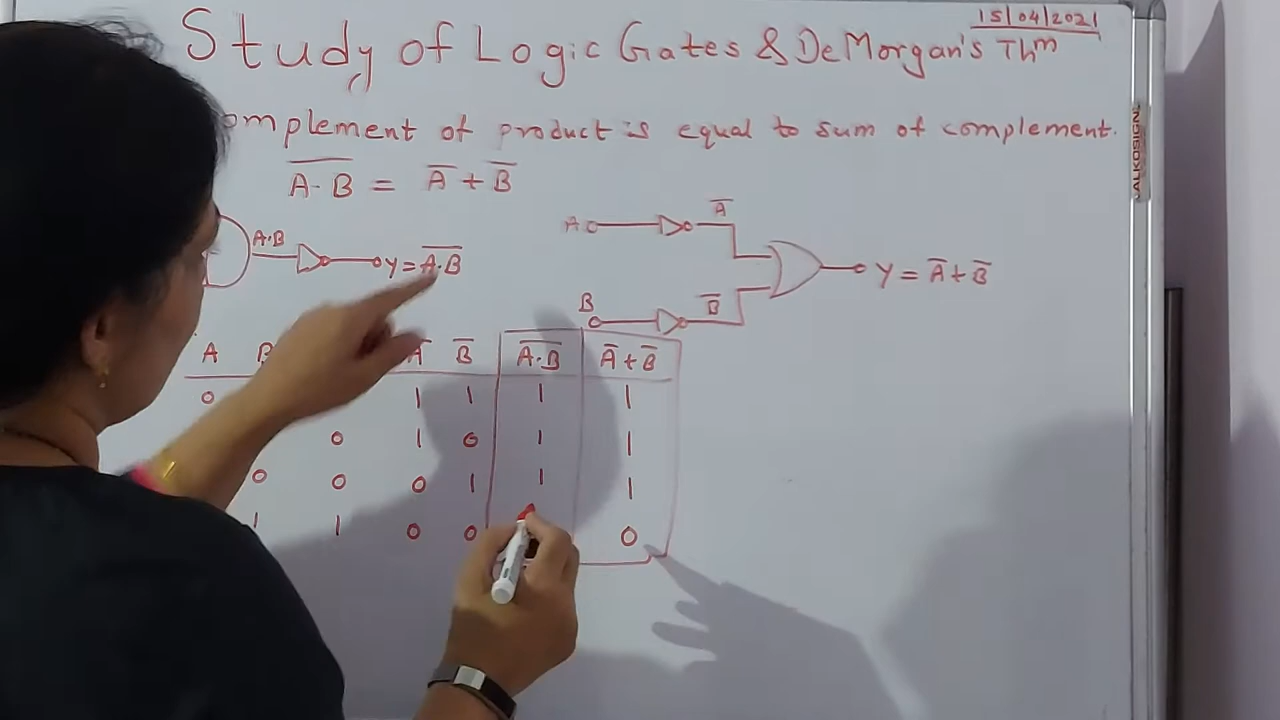 15/04/2021
Study of Logic Gates & DeMorgan's Thm
omplement of product is equal to sum of complement.
A̅·̅B̅ = A̅ + B̅
A·B
Y = A̅·̅B̅
A
A̅
B
B̅
Y = A̅ + B̅
A B A̅ B̅ A̅·̅B̅ A̅ + B̅
0 1 1 1 1
0 1 0 1 1
0 0 0 1 1 1
1 1 0 0 0
ALKOSIGN